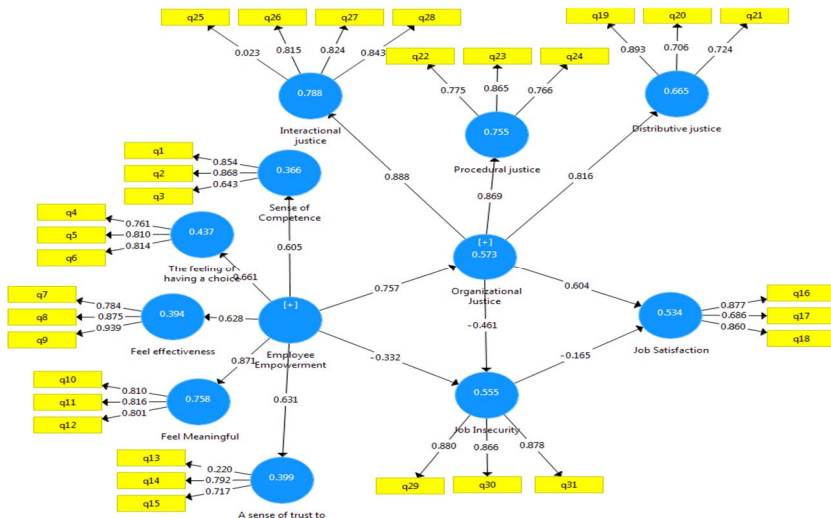 q25 q26 q27 q28
q19 q20 q21
0.023 0.815 0.824 0.843
q22 q23 q24
0.893 0.706 0.724
0.775 0.865 0.766
0.788
Interactional
justice
0.665
Distributive justice
0.755
Procedural justice
q1
q2
q3
0.854
0.868
0.643
0.366
Sense of
Competence
0.888
0.869
0.816
q4
q5
q6
0.761
0.810
0.814
0.437
The feeling of
having a choice
0.605
0.661
[+]
0.573
Organizational
Justice
0.757
0.604
q7
q8
q9
0.784
0.875
0.939
0.394
Feel effectiveness
0.628
[+]
Employee
Empowerment
-0.461
0.534
Job Satisfaction
0.877
0.686
0.860
q16
q17
q18
-0.332
-0.165
q10
q11
q12
0.810
0.816
0.801
0.758
Feel Meaningful
0.871
0.631
0.555
Job Insecurity
0.880 0.866 0.878
q29 q30 q31
q13
q14
q15
0.220
0.792
0.717
0.399
A sense of trust to